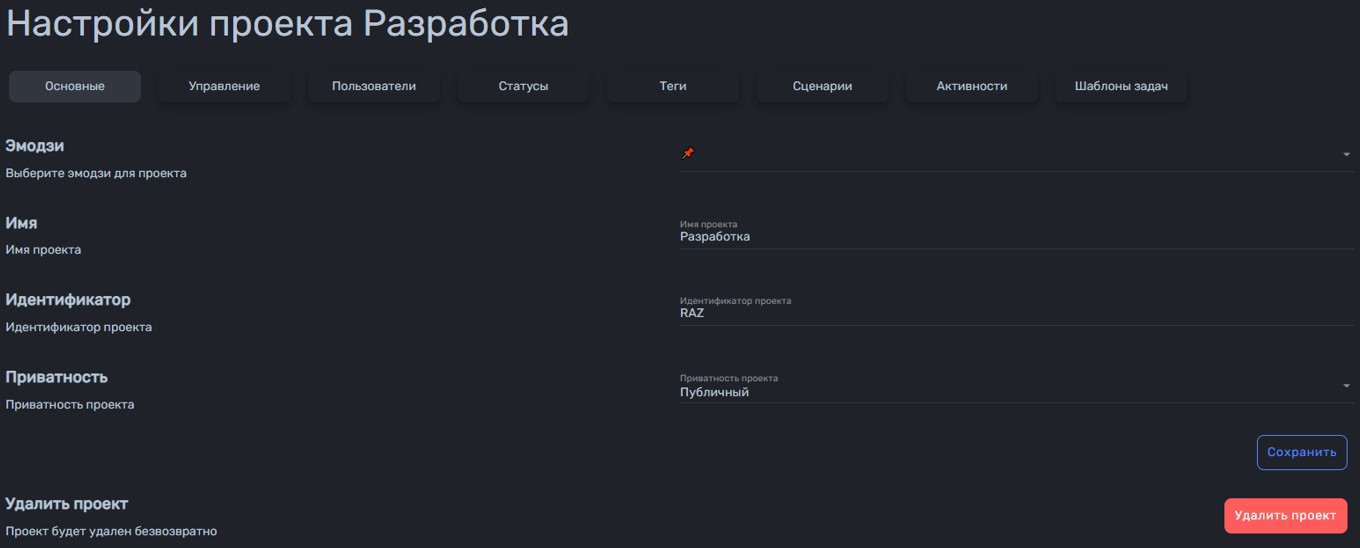 Настройки проекта Разработка
Основные Управление Пользователи Статусы Теги Сценарии Активности Шаблоны задач
Эмодзи
Выберите эмодзи для проекта
Имя
Имя проекта
Имя проекта
Разработка
Идентификатор
Идентификатор проекта
Идентификатор проекта
RAZ
Приватность
Приватность проекта
Приватность проекта
Публичный
Сохранить
Удалить проект
Проект будет удален безвозвратно
Удалить проект